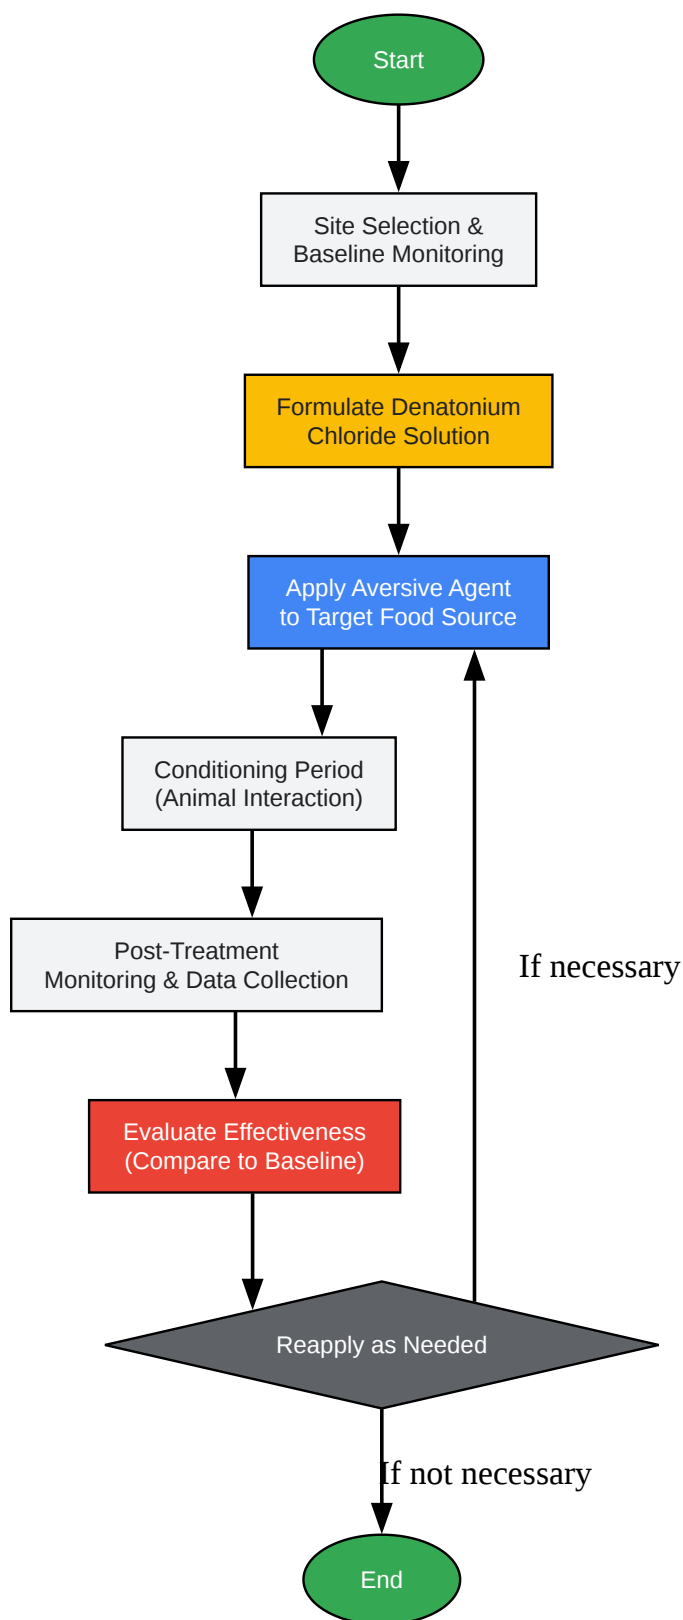 Start
Site Selection &
Baseline Monitoring
Formulate Denatonium
Chloride Solution
Apply Aversive Agent
to Target Food Source
Conditioning Period
(Animal Interaction)
Post-Treatment
Monitoring & Data Collection
If necessary
Evaluate Effectiveness
(Compare to Baseline)
Reapply as Needed
If not necessary
End